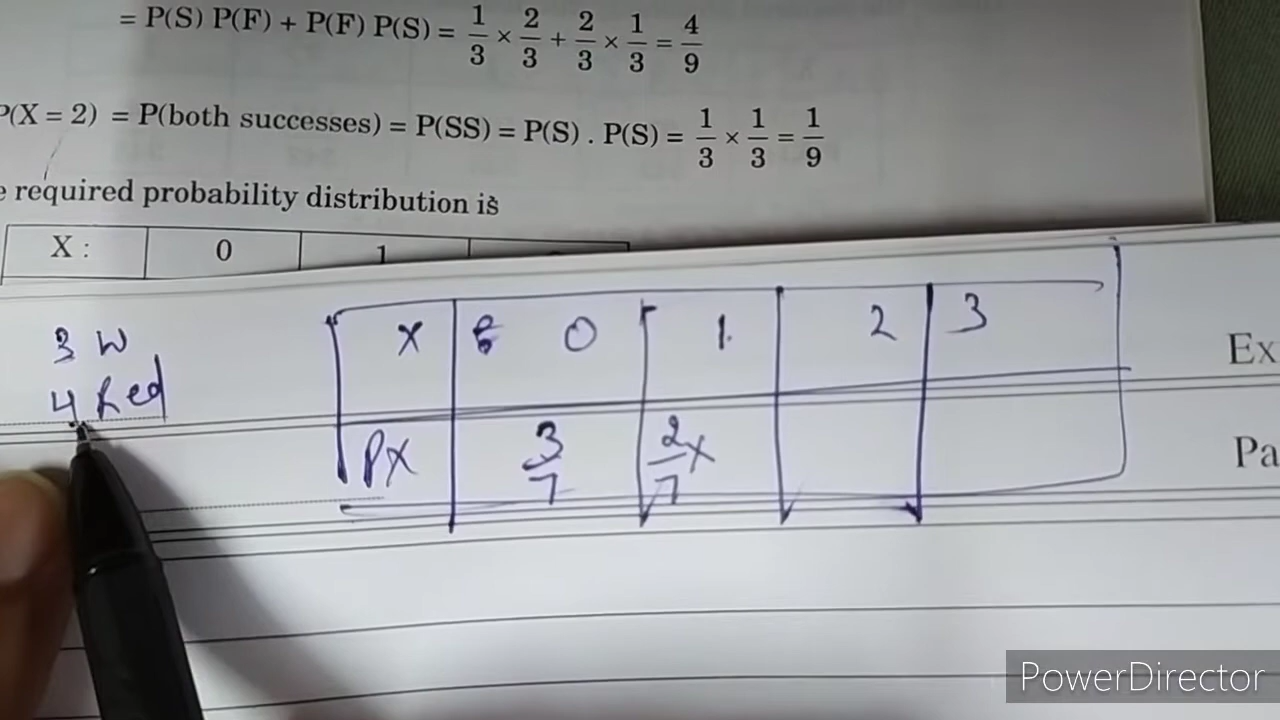 = P(S) P(F) + P(F) P(S) = 1/3 × 2/3 + 2/3 × 1/3 = 4/9
P(X = 2) = P(both successes) = P(SS) = P(S) . P(S) = 1/3 × 1/3 = 1/9
e required probability distribution is
X : 0 1
3 W
4 Red
X 0 1 2 3
PX 3/7 2/7 X
Ex
Pa
PowerDirector